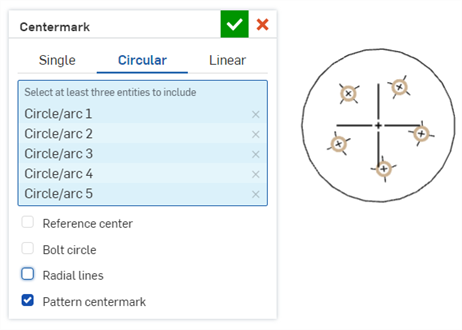 Centermark
Single Circular Linear
Select at least three entities to include
Circle/arc 1
Circle/arc 2
Circle/arc 3
Circle/arc 4
Circle/arc 5
Reference center
Bolt circle
Radial lines
Pattern centermark